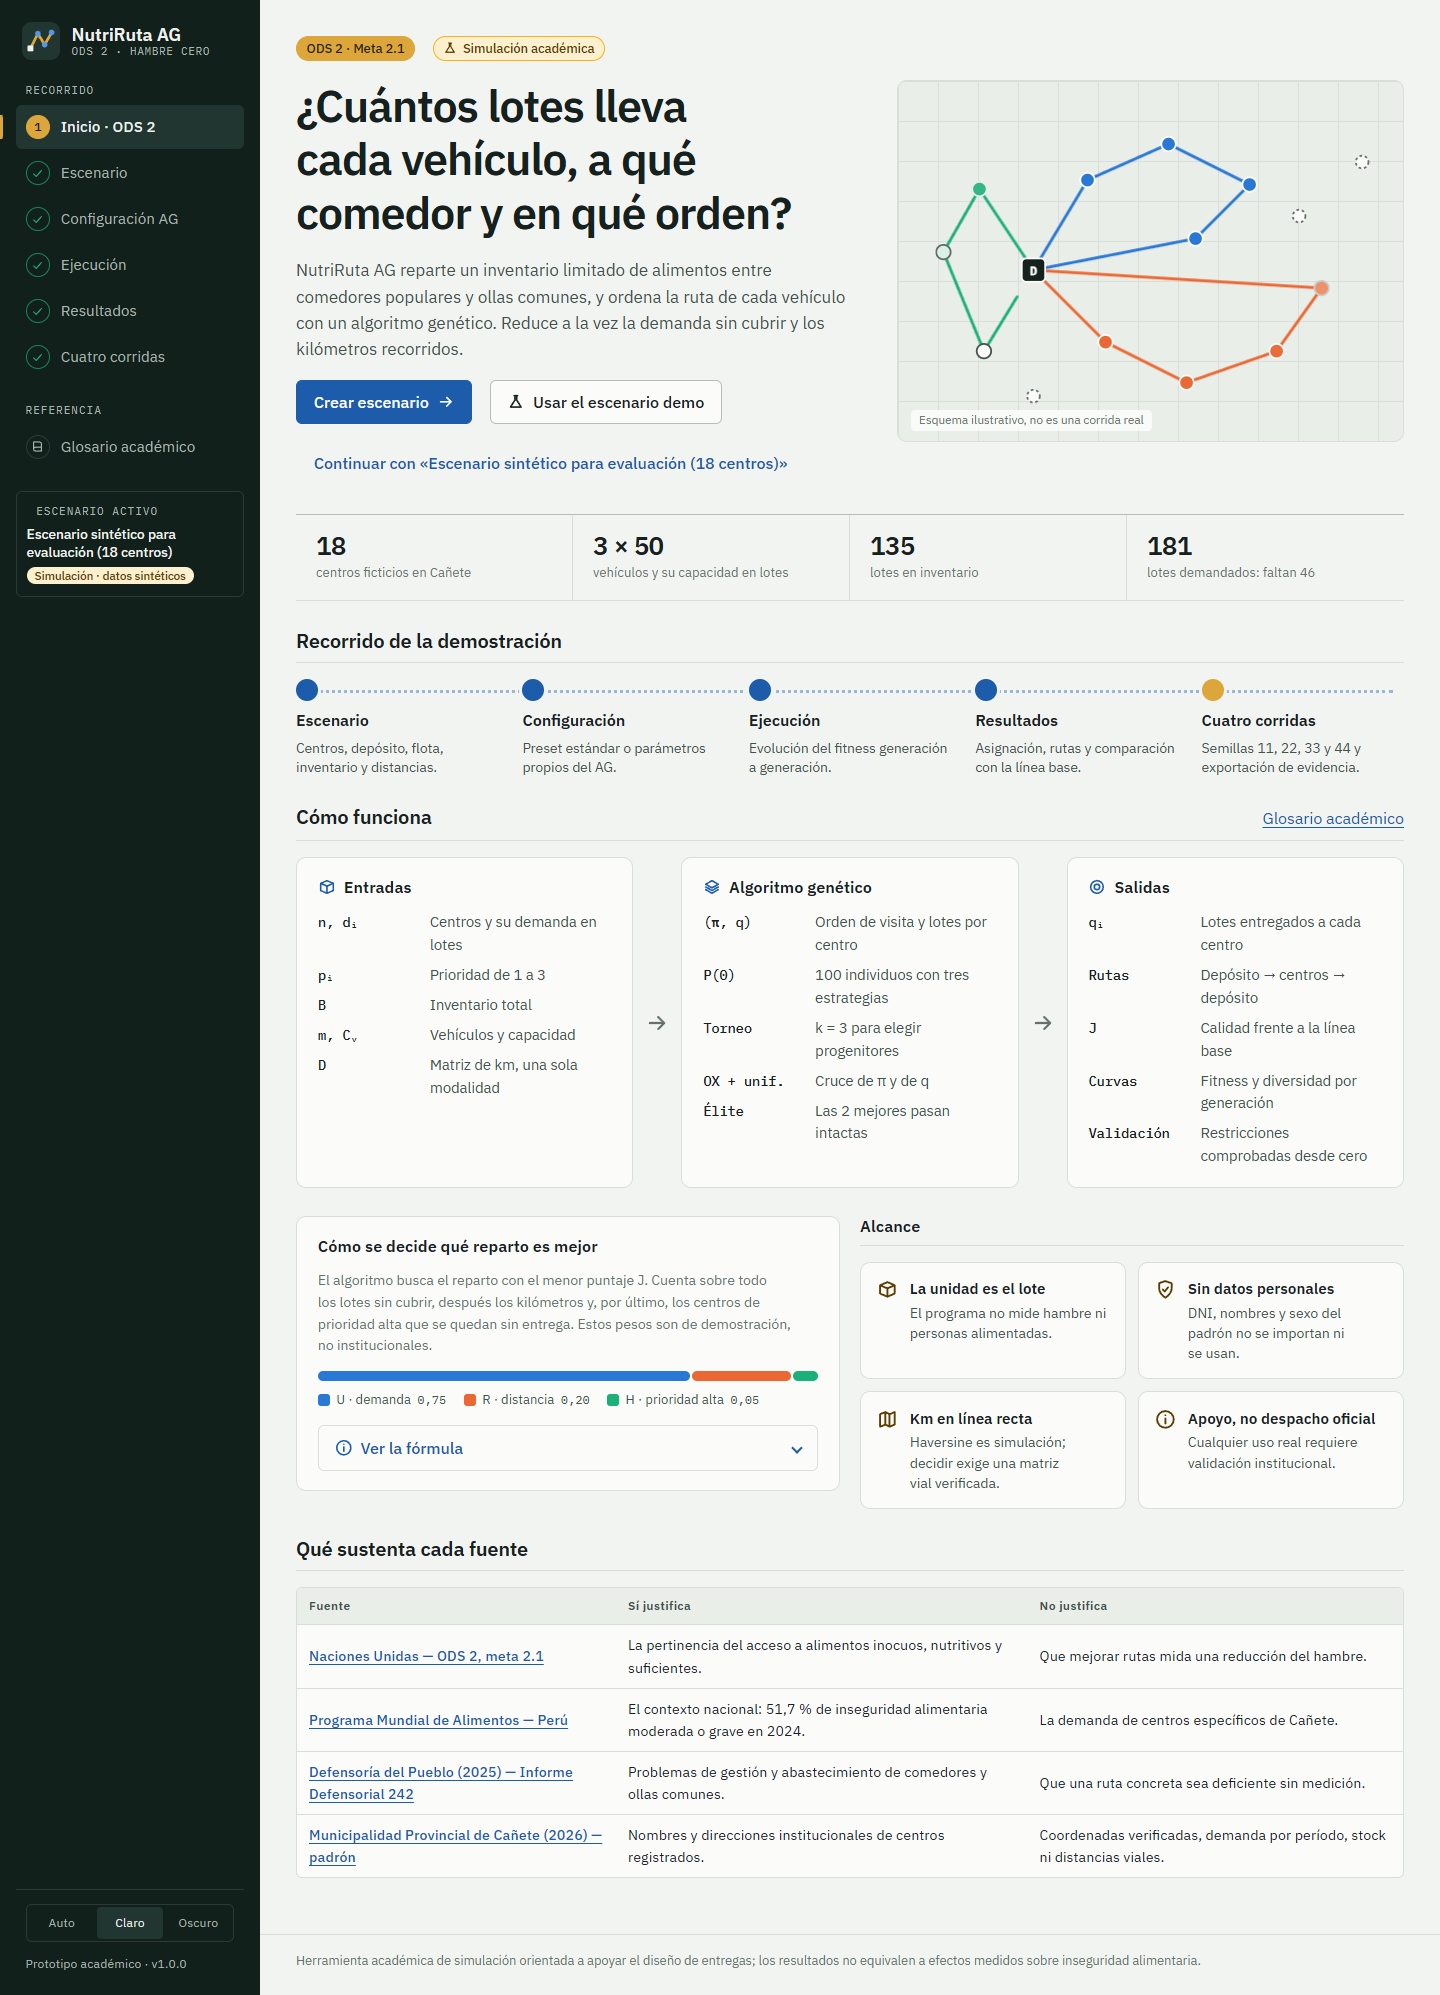 NutriRuta AG
ODS 2 · HAMBRE CERO
RECORRIDO
1 Inicio · ODS 2
Escenario
Configuración AG
Ejecución
Resultados
Cuatro corridas
REFERENCIA
Glosario académico
ESCENARIO ACTIVO
Escenario sintético para
evaluación (18 centros)
Simulación · datos sintéticos
Auto Claro Oscuro
Prototipo académico · v1.0.0
ODS 2 · Meta 2.1
Simulación académica
¿Cuántos lotes lleva
cada vehículo, a qué
comedor y en qué orden?
NutriRuta AG reparte un inventario limitado de alimentos entre
comedores populares y ollas comunes, y ordena la ruta de cada vehículo
con un algoritmo genético. Reduce a la vez la demanda sin cubrir y los
kilómetros recorridos.
Crear escenario →
Usar el escenario demo
Continuar con «Escenario sintético para evaluación (18 centros)»
D
Esquema ilustrativo, no es una corrida real
18
centros ficticios en Cañete
3 × 50
vehículos y su capacidad en lotes
135
lotes en inventario
181
lotes demandados: faltan 46
Recorrido de la demostración
Escenario
Centros, depósito, flota,
inventario y distancias.
Configuración
Preset estándar o parámetros
propios del AG.
Ejecución
Evolución del fitness generación
a generación.
Resultados
Asignación, rutas y comparación
con la línea base.
Cuatro corridas
Semillas 11, 22, 33 y 44 y
exportación de evidencia.
Cómo funciona
Glosario académico
Entradas
n, dᵢ Centros y su demanda en
lotes
pᵢ Prioridad de 1 a 3
B Inventario total
m, Cᵥ Vehículos y capacidad
D Matriz de km, una sola
modalidad
→
Algoritmo genético
(π, q) Orden de visita y lotes por
centro
P(0) 100 individuos con tres
estrategias
Torneo k = 3 para elegir
progenitores
OX + unif. Cruce de π y de q
Élite Las 2 mejores pasan
intactas
→
Salidas
qᵢ Lotes entregados a cada
centro
Rutas Depósito → centros →
depósito
J Calidad frente a la línea
base
Curvas Fitness y diversidad por
generación
Validación Restricciones
comprobadas desde cero
Cómo se decide qué reparto es mejor
El algoritmo busca el reparto con el menor puntaje J. Cuenta sobre todo
los lotes sin cubrir, después los kilómetros y, por último, los centros de
prioridad alta que se quedan sin entrega. Estos pesos son de demostración,
no institucionales.
U · demanda 0,75 R · distancia 0,20 H · prioridad alta 0,05
Ver la fórmula
Alcance
La unidad es el lote
El programa no mide hambre ni
personas alimentadas.
Sin datos personales
DNI, nombres y sexo del
padrón no se importan ni
se usan.
Km en línea recta
Haversine es simulación;
decidir exige una matriz
vial verificada.
Apoyo, no despacho oficial
Cualquier uso real requiere
validación institucional.
Qué sustenta cada fuente
Fuente Sí justifica No justifica
Naciones Unidas — ODS 2, meta 2.1
La pertinencia del acceso a alimentos inocuos, nutritivos y
suficientes.
Que mejorar rutas mida una reducción del hambre.
Programa Mundial de Alimentos — Perú
El contexto nacional: 51,7 % de inseguridad alimentaria
moderada o grave en 2024.
La demanda de centros específicos de Cañete.
Defensoría del Pueblo (2025) — Informe
Defensorial 242
Problemas de gestión y abastecimiento de comedores y
ollas comunes.
Que una ruta concreta sea deficiente sin medición.
Municipalidad Provincial de Cañete (2026) —
padrón
Nombres y direcciones institucionales de centros
registrados.
Coordenadas verificadas, demanda por período, stock
ni distancias viales.
Herramienta académica de simulación orientada a apoyar el diseño de entregas; los resultados no equivalen a efectos medidos sobre inseguridad alimentaria.